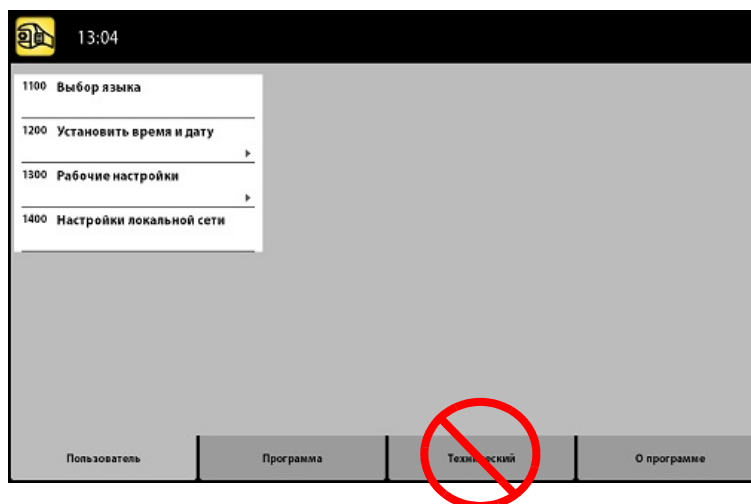 13:04
1100 Выбор языка
1200 Установить время и дату
1300 Рабочие настройки
1400 Настройки локальной сети
Пользователь Программа Технический О программе